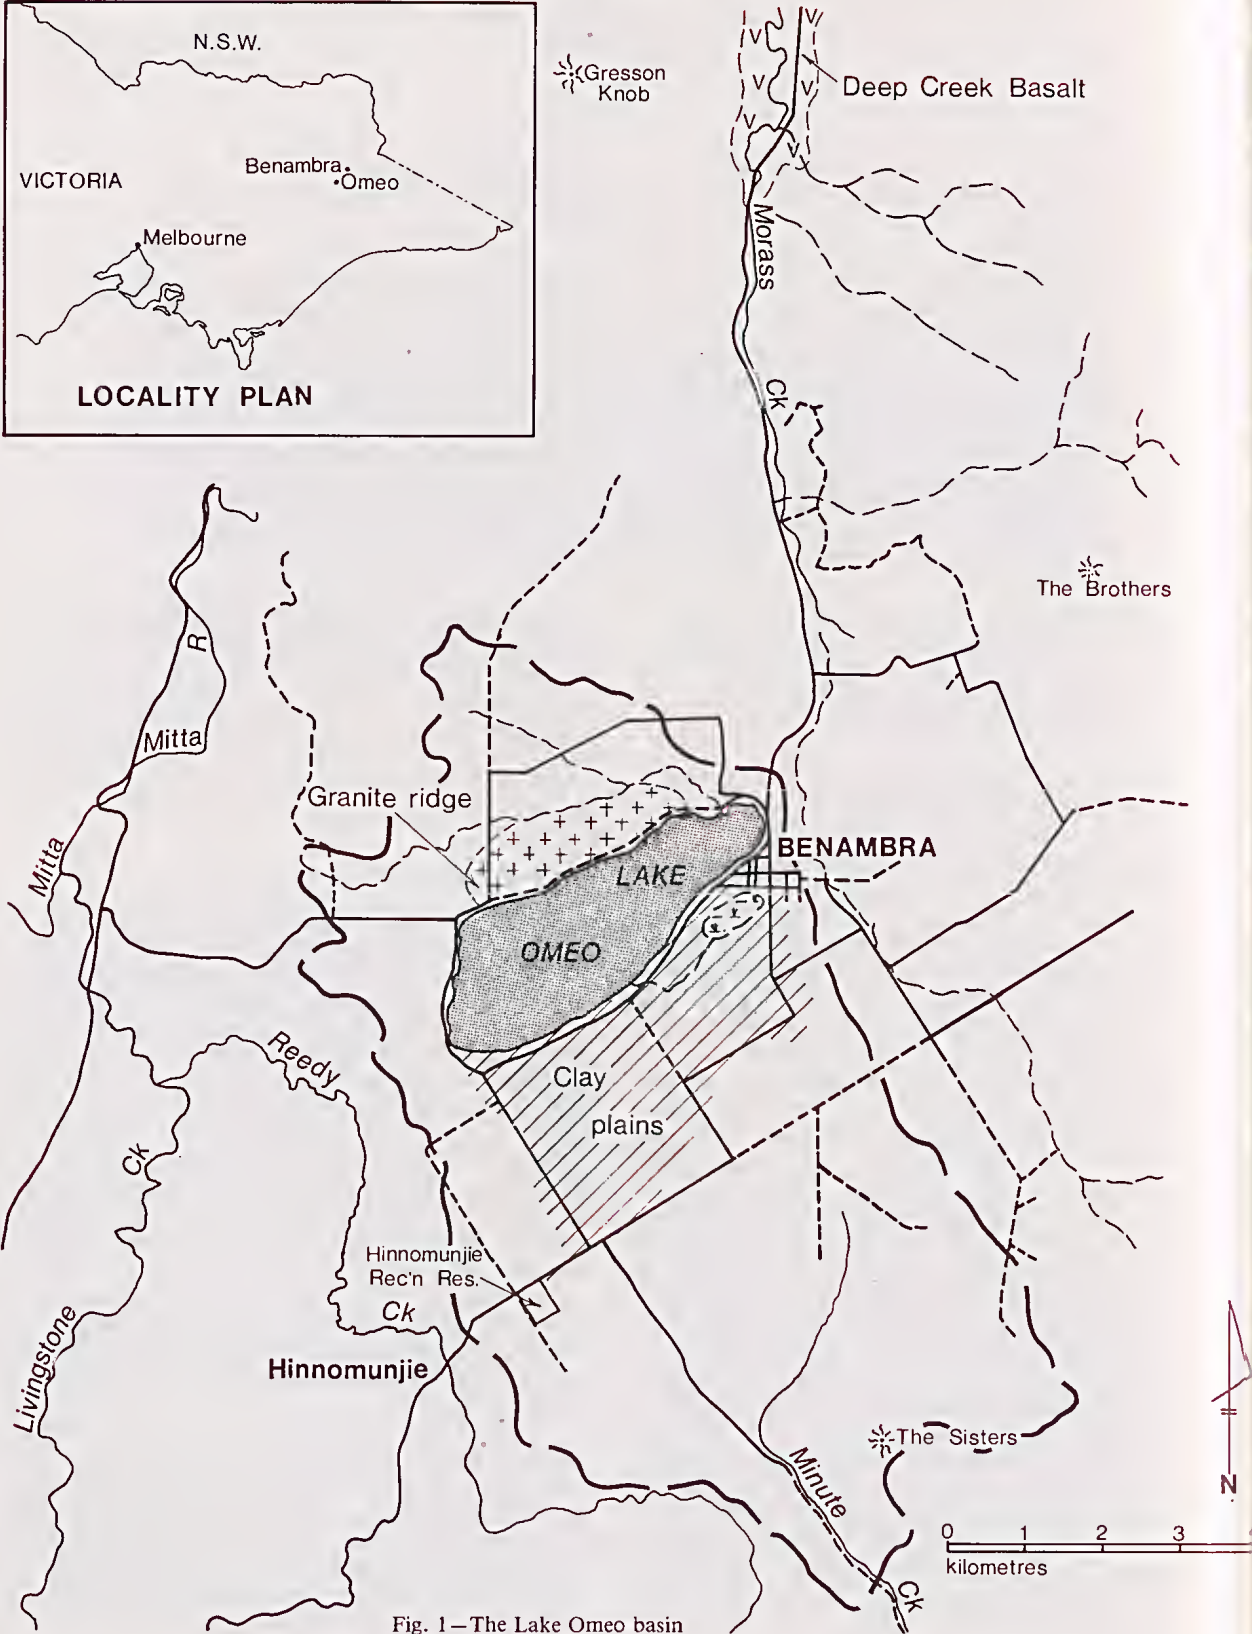 N.S.W.
VICTORIA
Benambra
Omeo
Melbourne
LOCALITY PLAN
Gresson
Knob
Deep Creek Basalt
V
V
V
V
V
V
Morass
Ck
The Brothers
R
Mitta
Mitta
Granite ridge
BENAMBRA
LAKE
OMEO
Reedy
Clay
plains
Ck
Hinnomunjie
Rec'n Res.
Ck
Hinnomunjie
Livingstone
The Sisters
Minute
Ck
N
0 1 2 3
kilometres
Fig. 1—The Lake Omeo basin